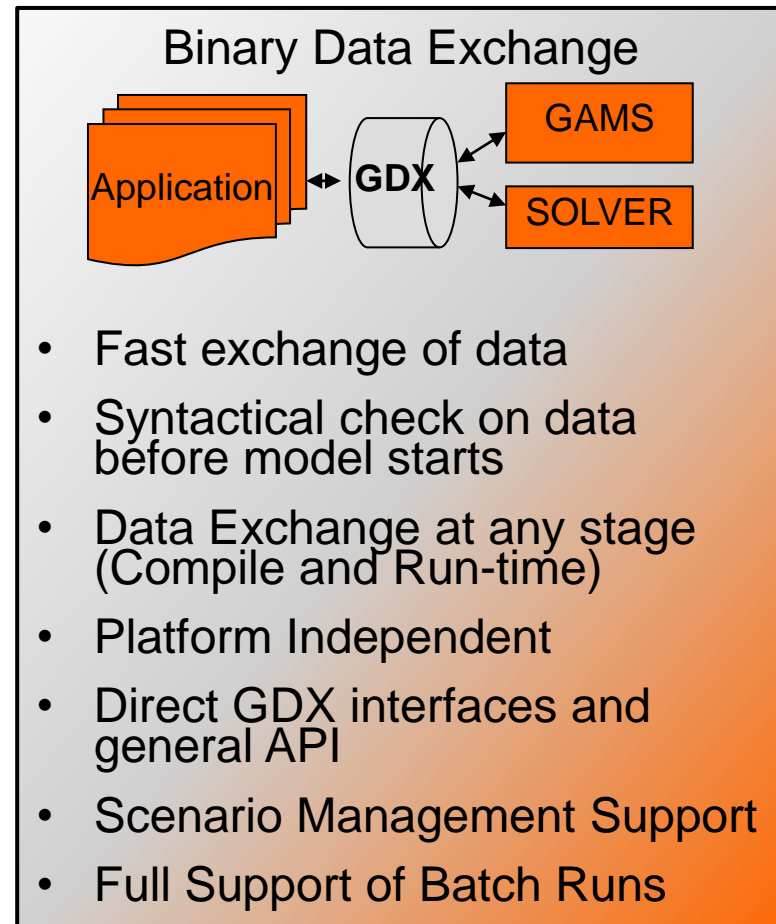 Binary Data Exchange
Application
GDX
GAMS
SOLVER
• Fast exchange of data
• Syntactical check on data
before model starts
• Data Exchange at any stage
(Compile and Run-time)
• Platform Independent
• Direct GDX interfaces and
general API
• Scenario Management Support
• Full Support of Batch Runs